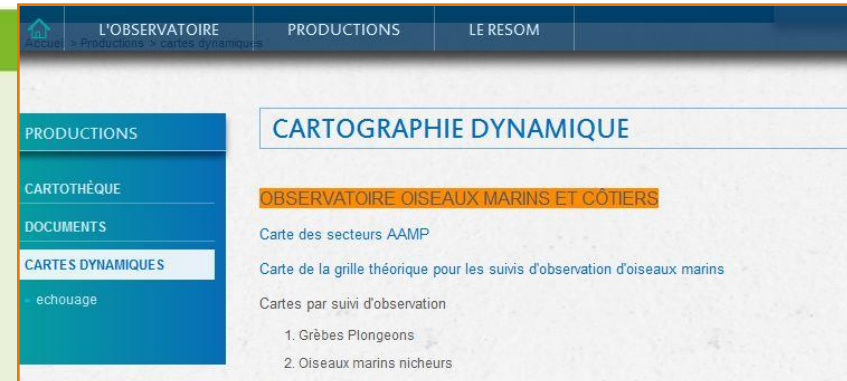 L'OBSERVATOIRE PRODUCTIONS LE RESOM
Accueil > Productions > cartes dynamiques
PRODUCTIONS
CARTOTHÈQUE
DOCUMENTS
CARTES DYNAMIQUES
echouage
CARTOGRAPHIE DYNAMIQUE
OBSERVATOIRE OISEAUX MARINS ET CÔTIERS
Carte des secteurs AAMP
Carte de la grille théorique pour les suivis d'observation d'oiseaux marins
Cartes par suivi d'observation
1. Grèbes Plongeons
2. Oiseaux marins nicheurs